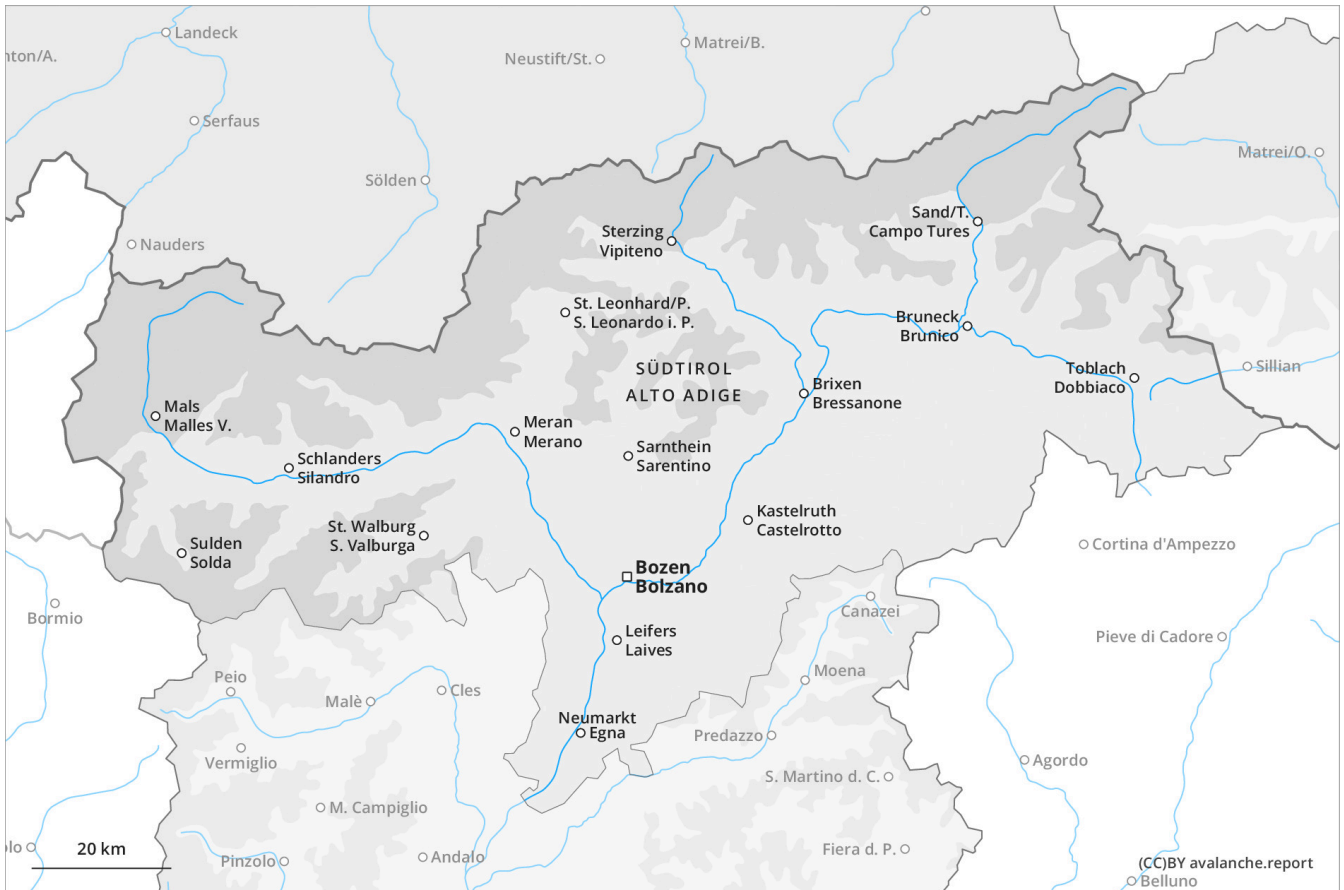 Landeck
Matrei/B.
nton/A.
Neustift/St.
Serfaus
Matrei/O.
Sölden
Sand/T.
Campo Tures
Sterzing
Vipiteno
Nauders
St. Leonhard/P.
S. Leonardo i. P.
Bruneck
Brunico
SÜDTIROL
ALTO ADIGE
Toblach
Dobbiaco
Sillian
Brixen
Bressanone
Mals
Malles V.
Meran
Merano
Schlanders
Silandro
Sarnthein
Sarentino
Kastelruth
Castelrotto
St. Walburg
S. Valburga
Sulden
Solda
Cortina d'Ampezzo
Bozen
Bolzano
Bormio
Canazei
Leifers
Laives
Pieve di Cadore
Peio
Moena
Malè
Cles
Neumarkt
Egna
Predazzo
Vermiglio
Agordo
S. Martino d. C.
M. Campiglio
20 km
olo
Pinzolo
Andalo
Fiera d. P.
(CC)BY avalanche.report
Belluno